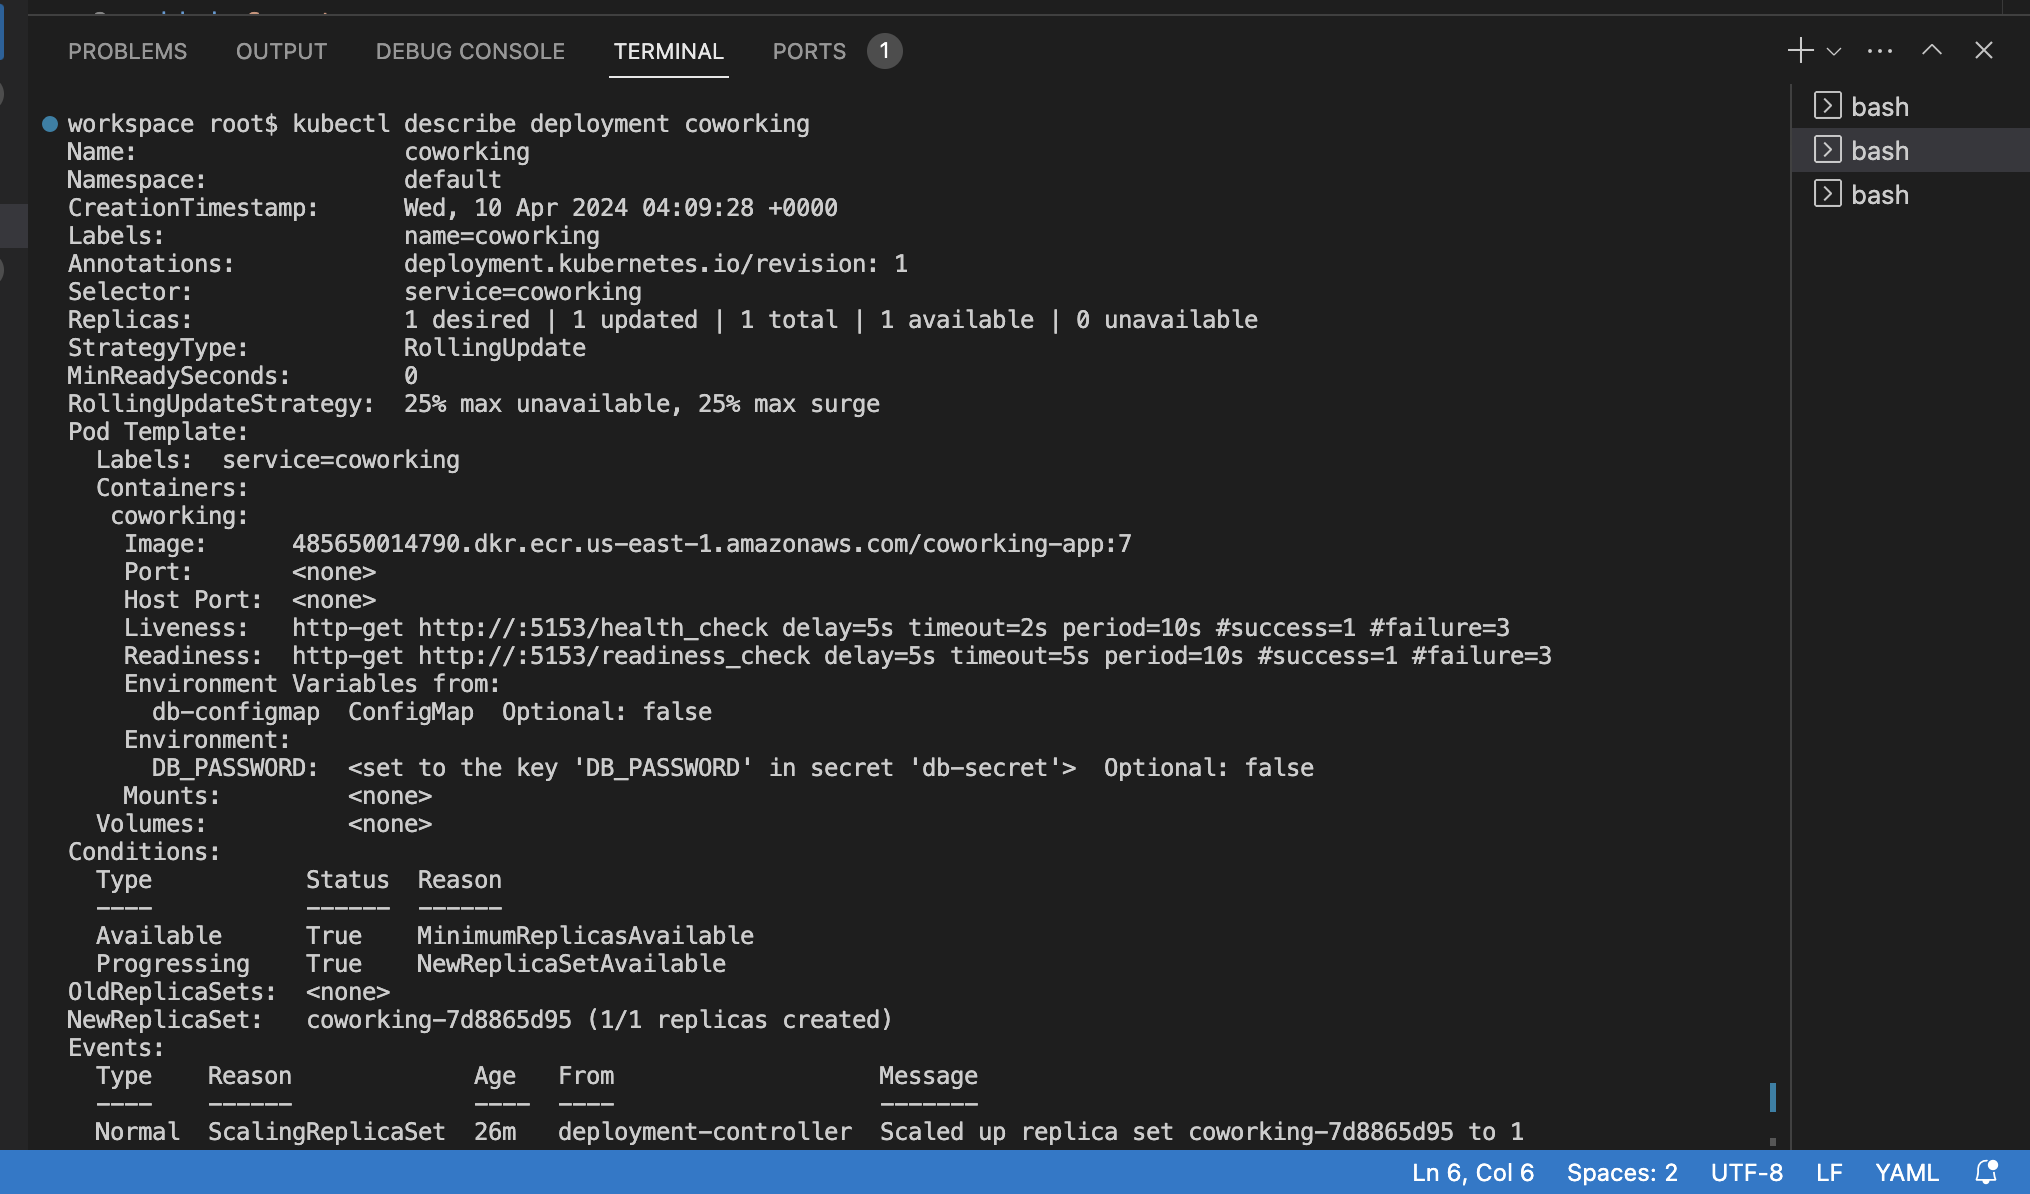 PROBLEMS OUTPUT DEBUG CONSOLE TERMINAL PORTS 1
workspace root$ kubectl describe deployment coworking
Name:                   coworking
Namespace:              default
CreationTimestamp:      Wed, 10 Apr 2024 04:09:28 +0000
Labels:                 name=coworking
Annotations:            deployment.kubernetes.io/revision: 1
Selector:               service=coworking
Replicas:               1 desired | 1 updated | 1 total | 1 available | 0 unavailable
StrategyType:           RollingUpdate
MinReadySeconds:        0
RollingUpdateStrategy:  25% max unavailable, 25% max surge
Pod Template:
  Labels:  service=coworking
  Containers:
   coworking:
    Image:      485650014790.dkr.ecr.us-east-1.amazonaws.com/coworking-app:7
    Port:       <none>
    Host Port:  <none>
    Liveness:   http-get http://:5153/health_check delay=5s timeout=2s period=10s #success=1 #failure=3
    Readiness:  http-get http://:5153/readiness_check delay=5s timeout=5s period=10s #success=1 #failure=3
    Environment Variables from:
      db-configmap  ConfigMap  Optional: false
    Environment:
      DB_PASSWORD:  <set to the key 'DB_PASSWORD' in secret 'db-secret'>  Optional: false
    Mounts:         <none>
  Volumes:          <none>
Conditions:
  Type           Status  Reason
  ----           ------  ------
  Available      True    MinimumReplicasAvailable
  Progressing    True    NewReplicaSetAvailable
OldReplicaSets:  <none>
NewReplicaSet:   coworking-7d8865d95 (1/1 replicas created)
Events:
  Type    Reason             Age   From                   Message
  ----    ------             ----  ----                   -------
  Normal  ScalingReplicaSet  26m   deployment-controller  Scaled up replica set coworking-7d8865d95 to 1
bash
bash
bash
Ln 6, Col 6 Spaces: 2 UTF-8 LF YAML